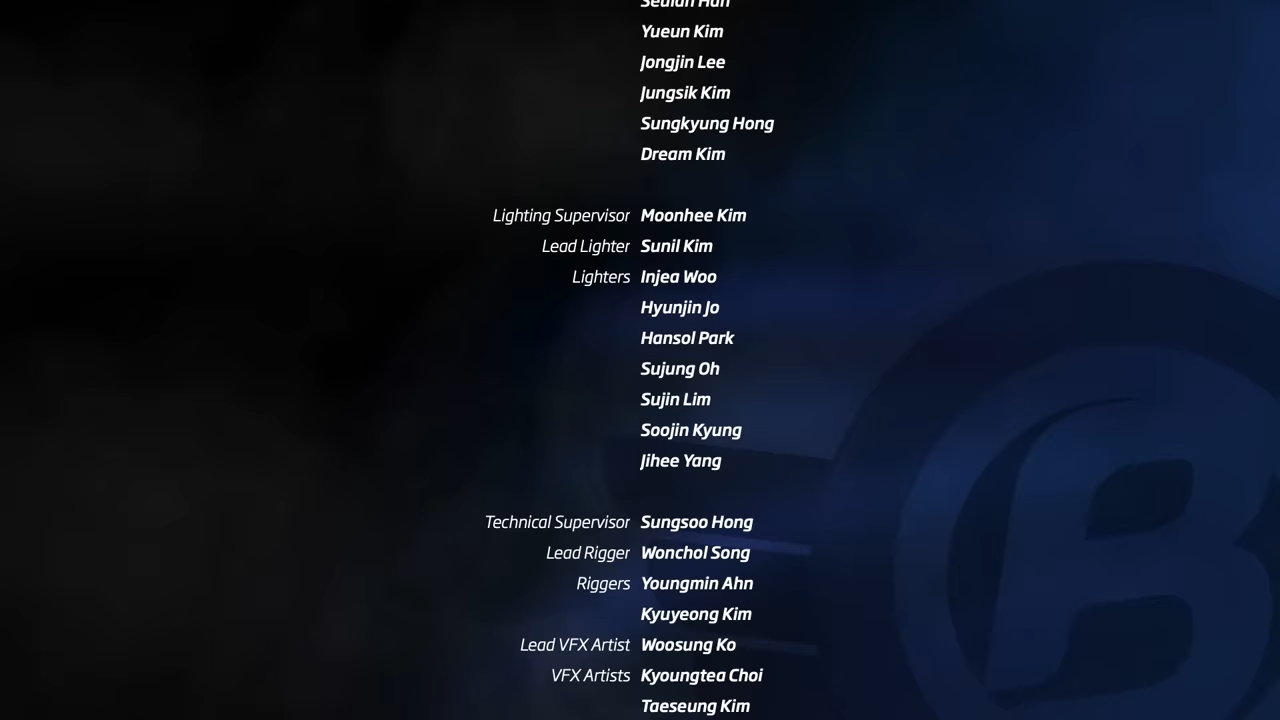 Yueun Kim
Jongjin Lee
Jungsik Kim
Sungkyung Hong
Dream Kim
Lighting Supervisor Moonhee Kim
Lead Lighter Sunil Kim
Lighters Injea Woo
Hyunjin Jo
Hansol Park
Sujung Oh
Sujin Lim
Soojin Kyung
Jihee Yang
Technical Supervisor Sungsoo Hong
Lead Rigger Wonchol Song
Riggers Youngmin Ahn
Kyuyeong Kim
Lead VFX Artist Woosung Ko
VFX Artists Kyoungtea Choi
Taeseung Kim
B